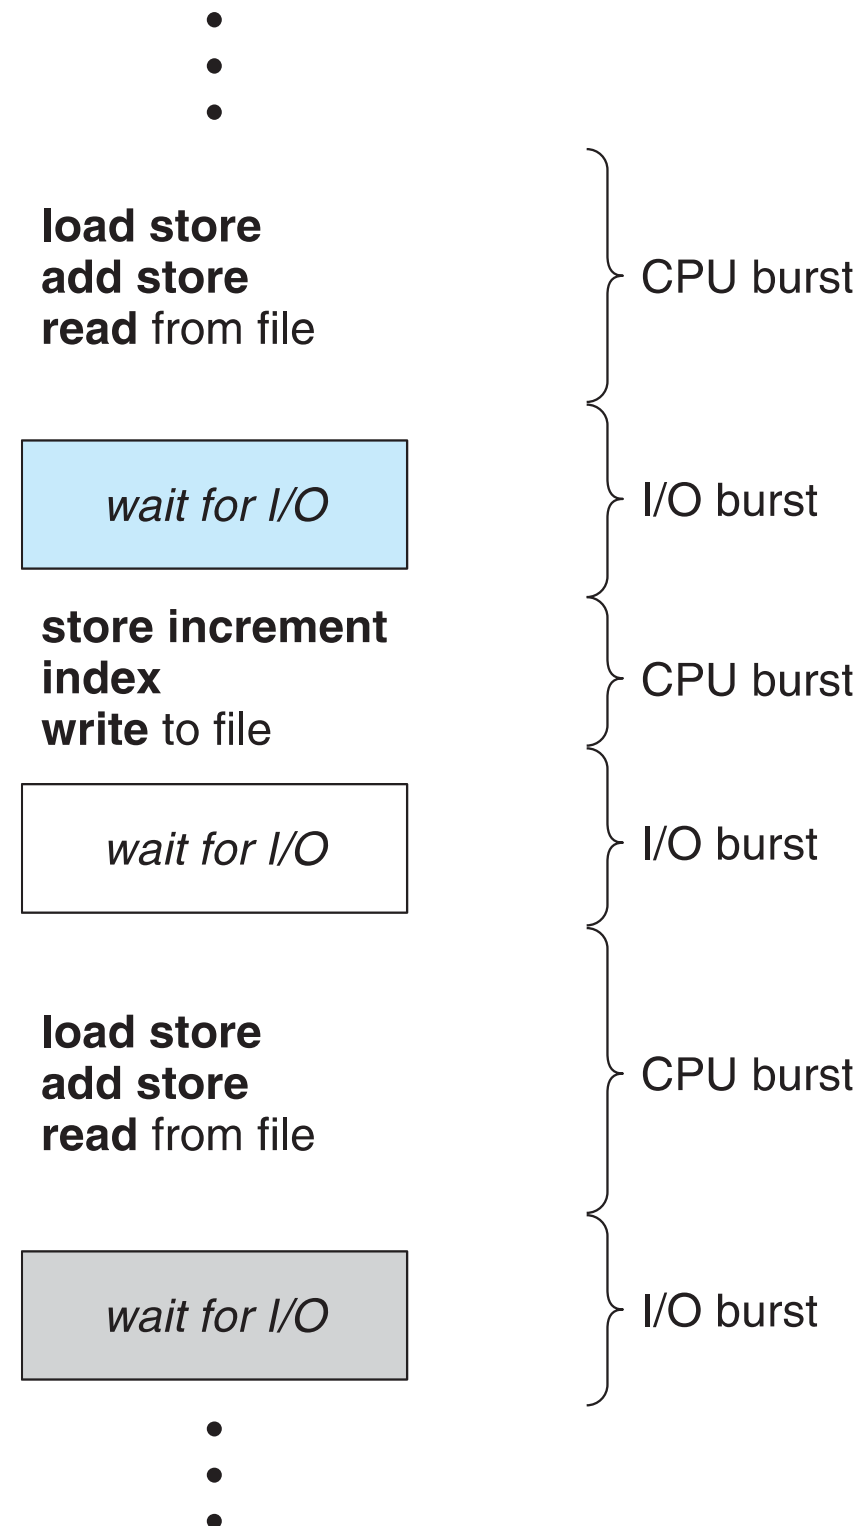 load store
add store
read from file
CPU burst
wait for I/O
I/O burst
store increment
index
write to file
CPU burst
wait for I/O
I/O burst
load store
add store
read from file
CPU burst
wait for I/O
I/O burst